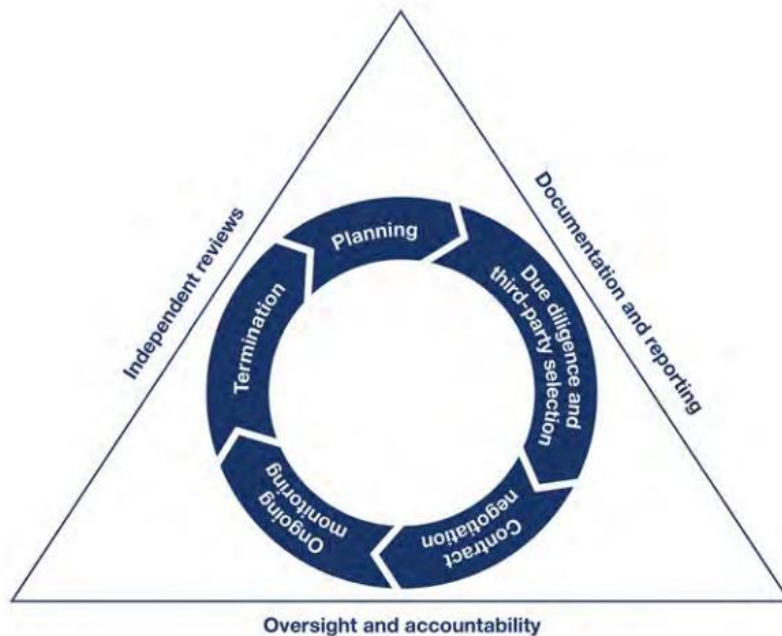 Independent reviews
Documentation and reporting
Planning
Due diligence and
third-party selection
Contract
negotiation
Ongoing
monitoring
Termination
Oversight and accountability